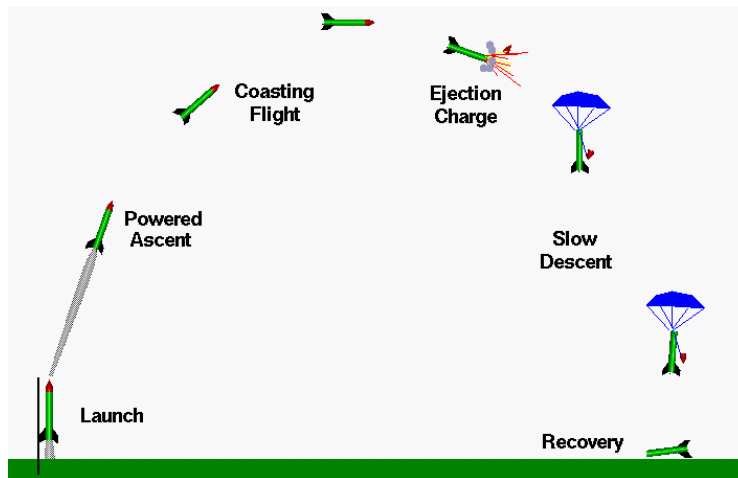 Coasting
Flight
Ejection
Charge
Powered
Ascent
Slow
Descent
Launch
Recovery